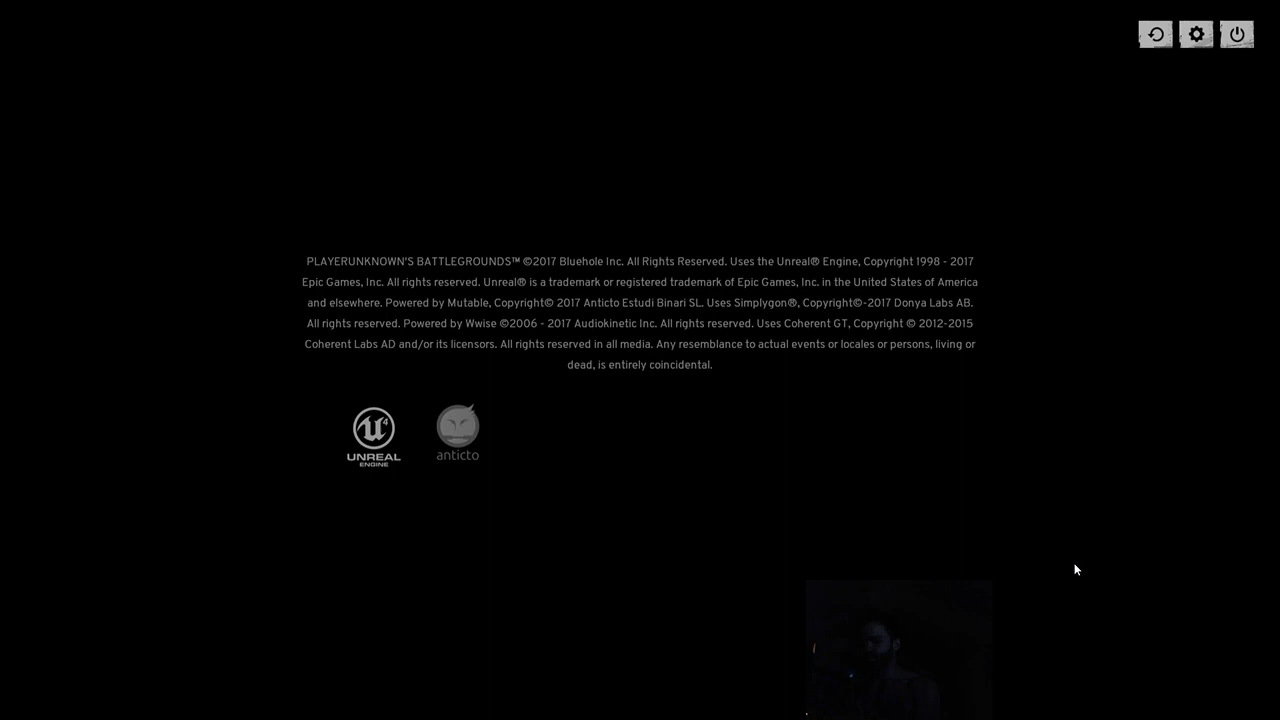 PLAYERUNKNOWN'S BATTLEGROUNDS™ ©2017 Bluehole Inc. All Rights Reserved. Uses the Unreal® Engine, Copyright 1998 - 2017
Epic Games, Inc. All rights reserved. Unreal® is a trademark or registered trademark of Epic Games, Inc. in the United States of America
and elsewhere. Powered by Mutable, Copyright© 2017 Anticto Estudi Binari SL. Uses Simplygon®, Copyright©-2017 Donya Labs AB.
All rights reserved. Powered by Wwise ©2006 - 2017 Audiokinetic Inc. All rights reserved. Uses Coherent GT, Copyright © 2012-2015
Coherent Labs AD and/or its licensors. All rights reserved in all media. Any resemblance to actual events or locales or persons, living or
dead, is entirely coincidental.
U4
UNREAL
ENGINE
anticto